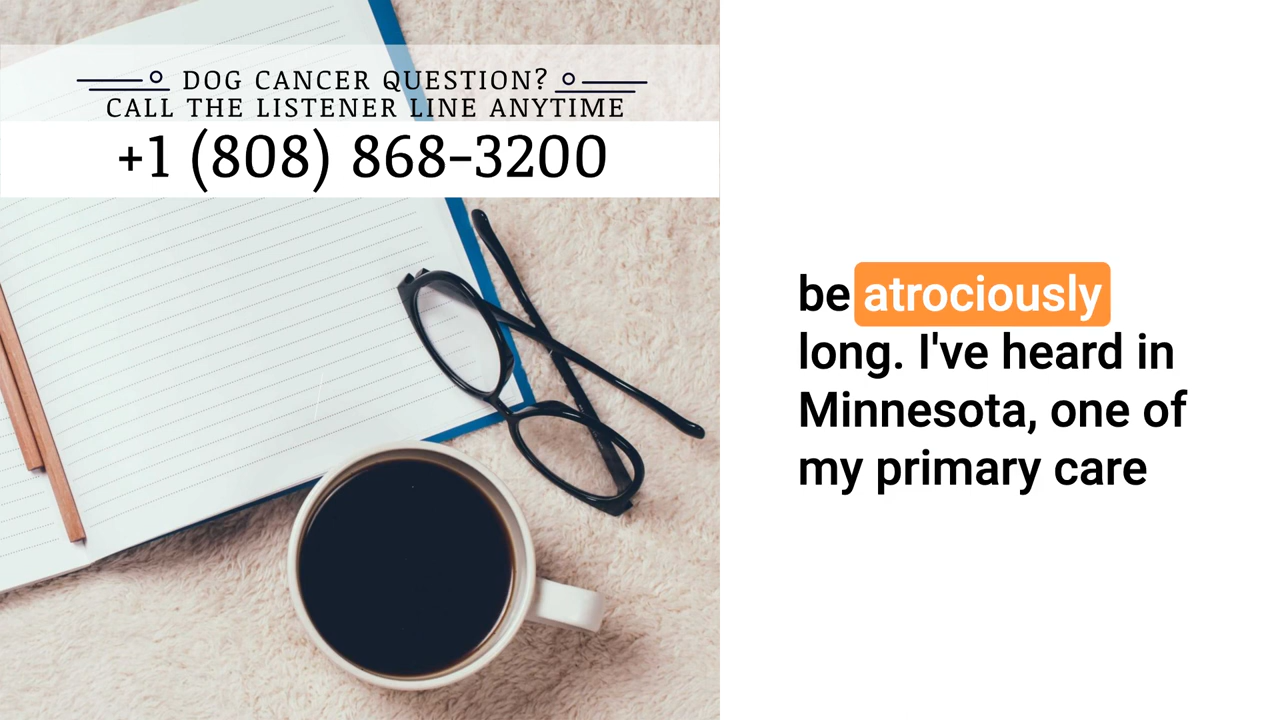 DOG CANCER QUESTION?
CALL THE LISTENER LINE ANYTIME
+1 (808) 868-3200
be atrociously
long. I've heard in
Minnesota, one of
my primary care